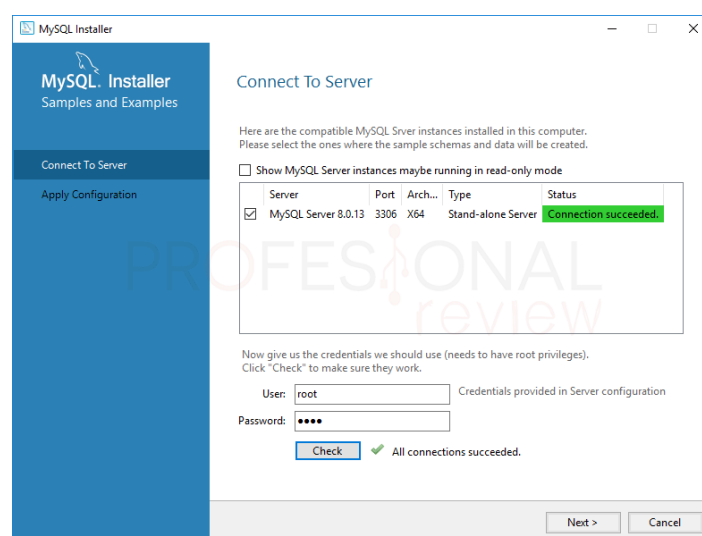 MySQL Installer
MySQL. Installer
Samples and Examples
Connect To Server
Apply Configuration
Connect To Server
Here are the compatible MySQL Srver instances installed in this computer.
Please select the ones where the sample schemas and data will be created.
Show MySQL Server instances maybe running in read-only mode
Server Port Arch... Type Status
MySQL Server 8.0.13 3306 X64 Stand-alone Server Connection succeeded.
PROFESIONAL
review
Now give us the credentials we should use (needs to have root privileges).
Click "Check" to make sure they work.
User: root Credentials provided in Server configuration
Password: ••••
Check All connections succeeded.
Next > Cancel